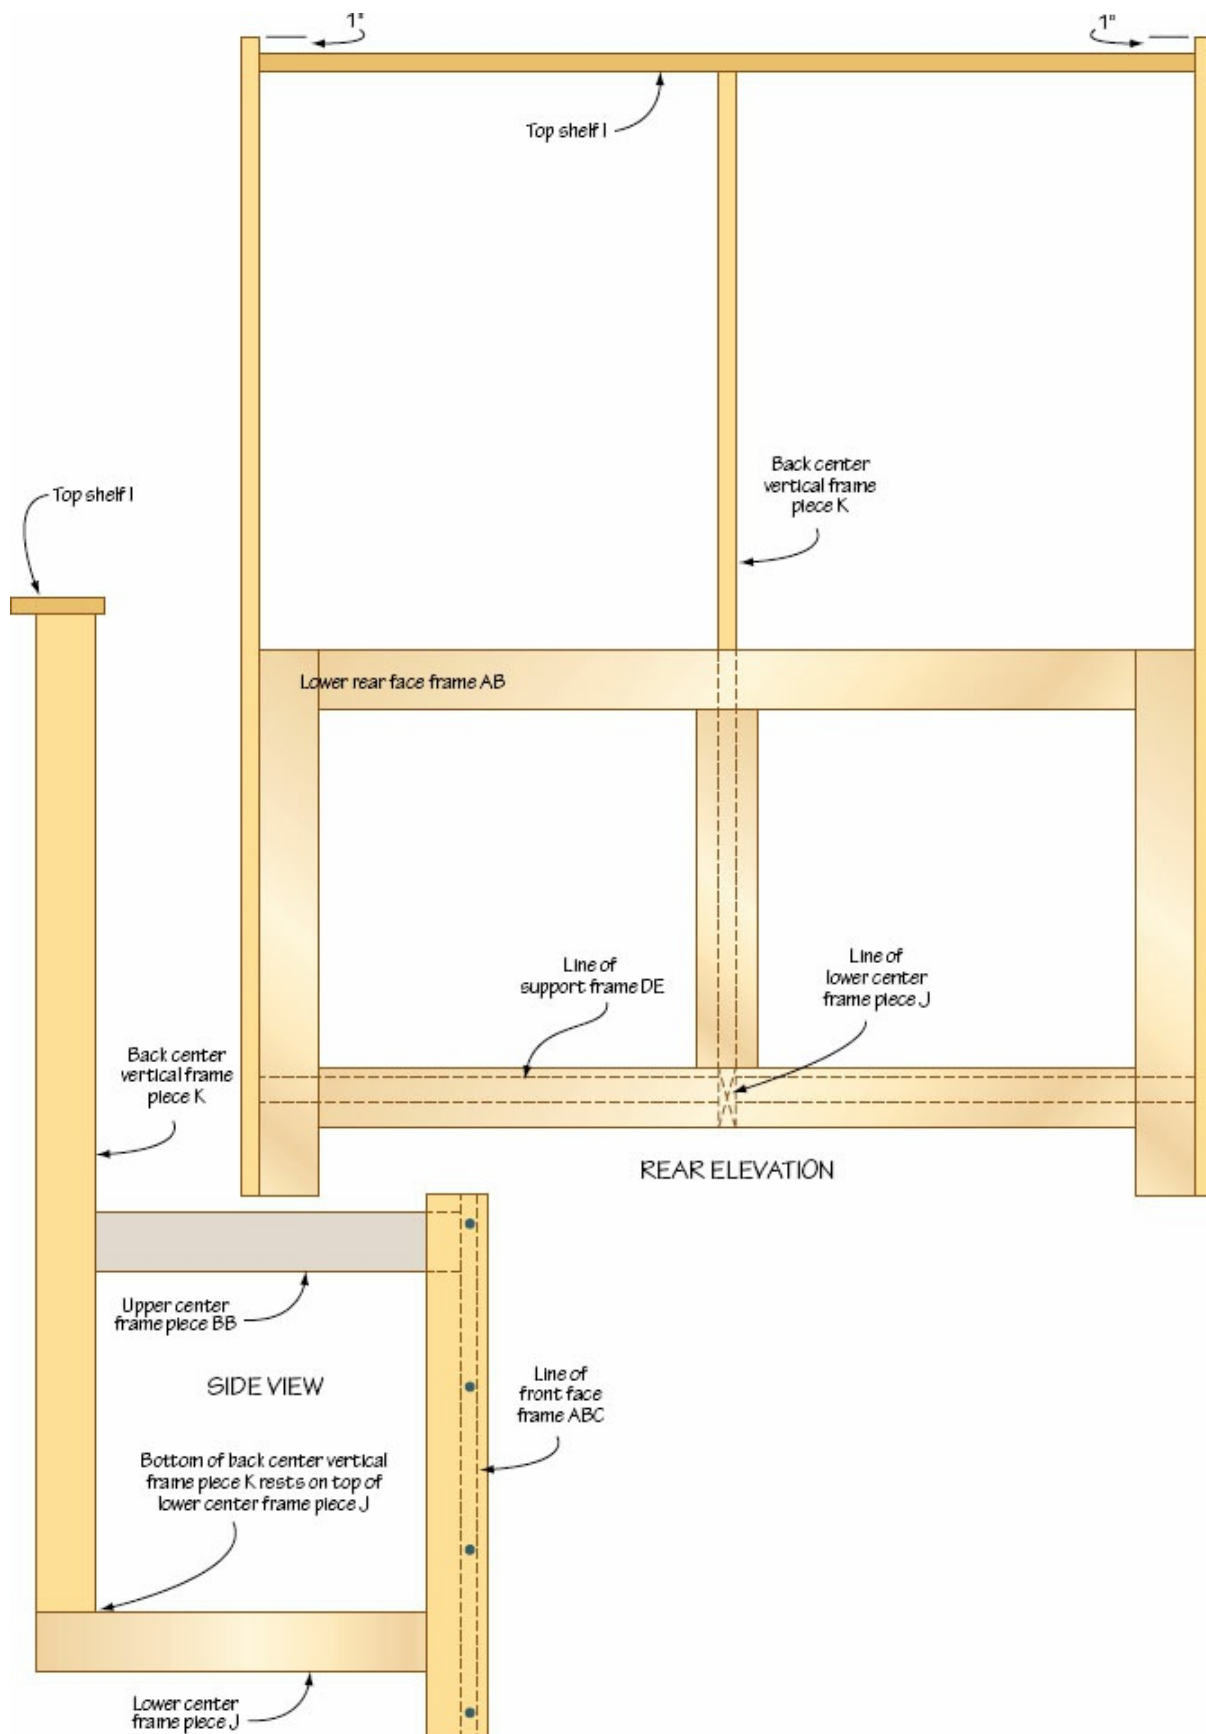 1"
1"
Top shelf I
Back center
vertical frame
piece K
Top shelf I
Lower rear face frame AB
Line of
support frame DE
Line of
lower center
frame piece J
Back center
vertical frame
piece K
REAR ELEVATION
Upper center
frame piece BB
SIDE VIEW
Line of
front face
frame ABC
Bottom of back center vertical
frame piece K rests on top of
lower center frame piece J
Lower center
frame piece J